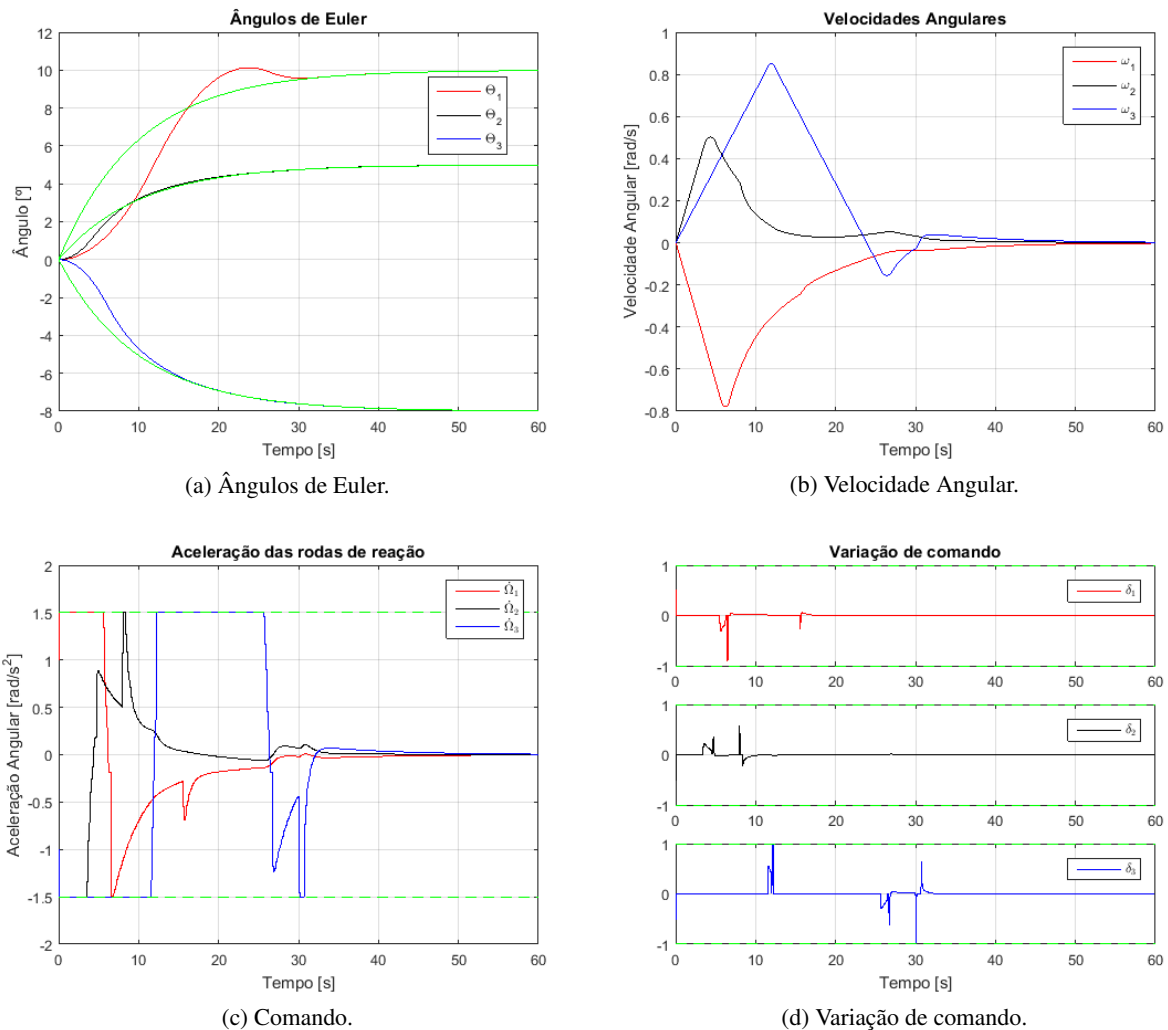 Ângulos de Euler
12
10
8
6
4
2
0
-2
-4
-6
-8
Ângulo [º]
Θ1
Θ2
Θ3
0 10 20 30 40 50 60
Tempo [s]
(a) Ângulos de Euler.
Velocidades Angulares
1
0.8
0.6
0.4
0.2
0
-0.2
-0.4
-0.6
-0.8
Velocidade Angular [rad/s]
ω1
ω2
ω3
0 10 20 30 40 50 60
Tempo [s]
(b) Velocidade Angular.
Aceleração das rodas de reação
2
1.5
1
0.5
0
-0.5
-1
-1.5
-2
Aceleração Angular [rad/s²]
Ω̇1
Ω̇2
Ω̇3
0 10 20 30 40 50 60
Tempo [s]
(c) Comando.
Variação de comando
1
0
-1
δ1
0 10 20 30 40 50 60
1
0
-1
δ2
0 10 20 30 40 50 60
1
0
-1
δ3
0 10 20 30 40 50 60
Tempo [s]
(d) Variação de comando.